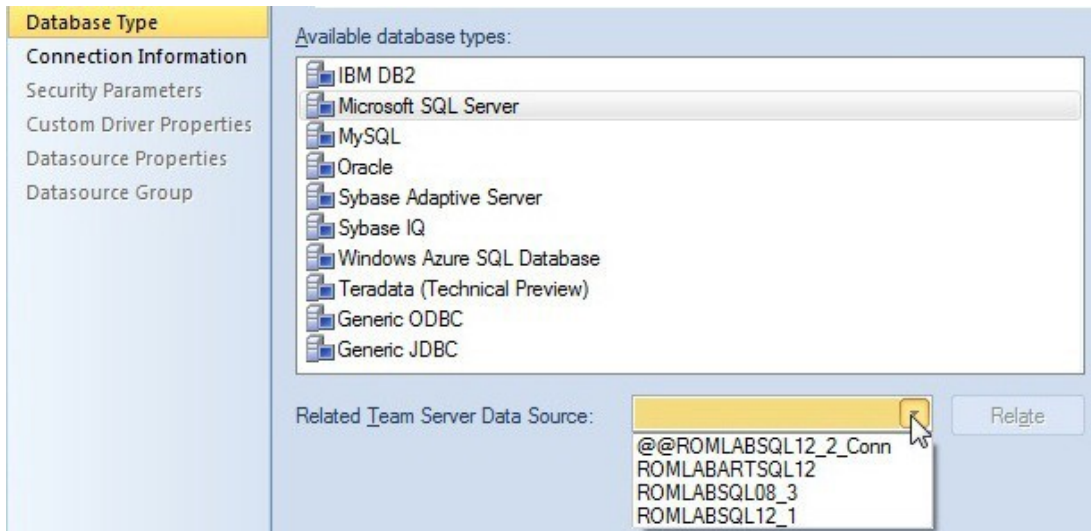 Database Type
Connection Information
Security Parameters
Custom Driver Properties
Datasource Properties
Datasource Group
Available database types:
IBM DB2
Microsoft SQL Server
MySQL
Oracle
Sybase Adaptive Server
Sybase IQ
Windows Azure SQL Database
Teradata (Technical Preview)
Generic ODBC
Generic JDBC
Related Team Server Data Source:
Relate
@@ROMLABSQL12_2_Conn
ROMLABARTSQL12
ROMLABSQL08_3
ROMLABSQL12_1